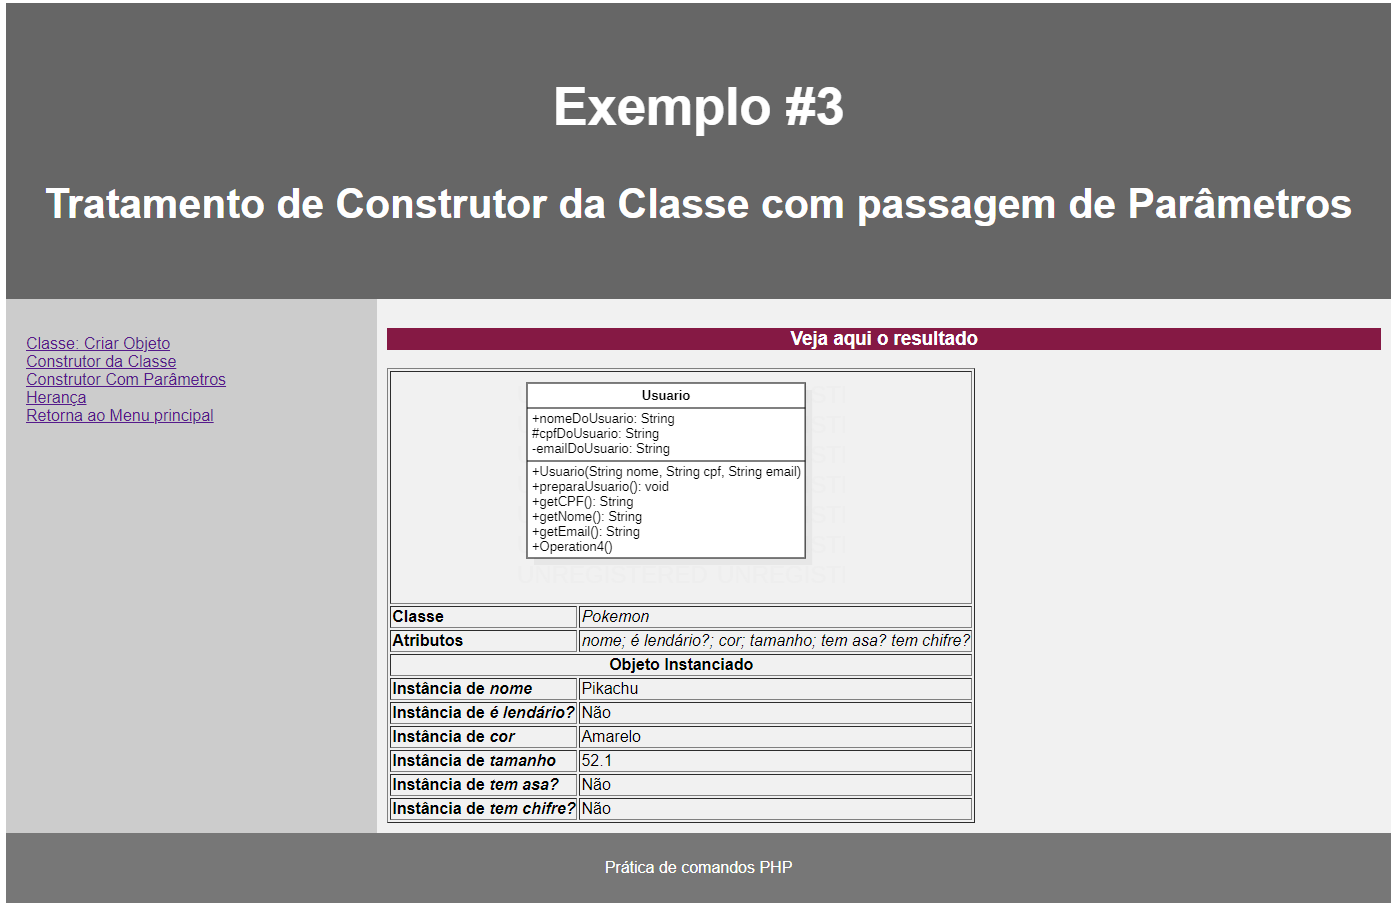 Exemplo #3
Tratamento de Construtor da Classe com passagem de Parâmetros
Classe: Criar Objeto
Construtor da Classe
Construtor Com Parâmetros
Herança
Retorna ao Menu principal
Veja aqui o resultado
Usuario
+nomeDoUsuario: String
#cpfDoUsuario: String
-emailDoUsuario: String
+Usuario(String nome, String cpf, String email)
+preparaUsuario(): void
+getCPF(): String
+getNome(): String
+getEmail(): String
+Operation4()
UNREGISTERED UNREGISTI
Classe Pokemon
Atributos nome; é lendário?; cor; tamanho; tem asa? tem chifre?
Objeto Instanciado
Instância de nome Pikachu
Instância de é lendário? Não
Instância de cor Amarelo
Instância de tamanho 52.1
Instância de tem asa? Não
Instância de tem chifre? Não
Prática de comandos PHP